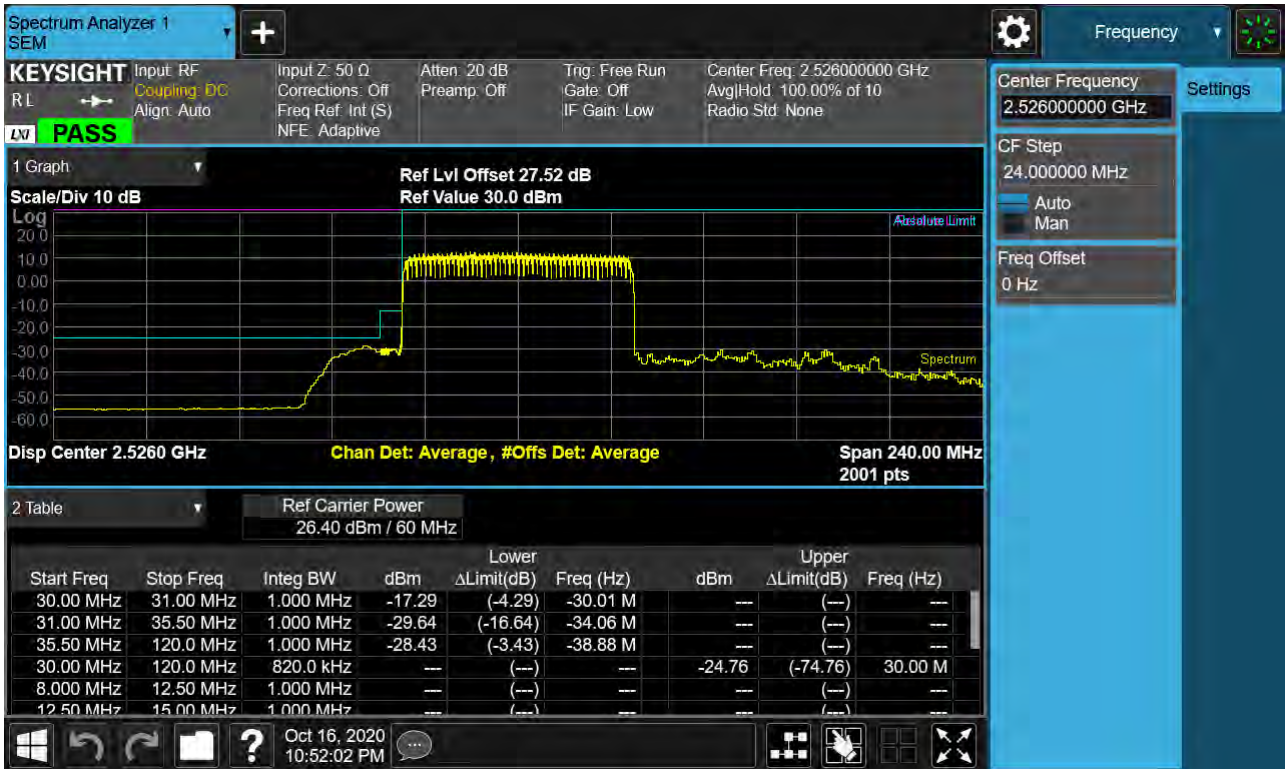 Spectrum Analyzer 1
SEM
Frequency
KEYSIGHT
R L
LXI
PASS
Input: RF
Coupling: DC
Align: Auto
Input Z: 50 Ω
Corrections: Off
Freq Ref: Int (S)
NFE: Adaptive
Atten: 20 dB
Preamp: Off
Trig: Free Run
Gate: Off
IF Gain: Low
Center Freq: 2.526000000 GHz
Avg|Hold: 100.00% of 10
Radio Std: None
Center Frequency
2.526000000 GHz
Settings
CF Step
24.000000 MHz
Auto
Man
Freq Offset
0 Hz
1 Graph
Scale/Div 10 dB
Ref Lvl Offset 27.52 dB
Ref Value 30.0 dBm
Log
20.0
10.0
0.00
-10.0
-20.0
-30.0
-40.0
-50.0
-60.0
Limit
Spectrum
Disp Center 2.5260 GHz
Chan Det: Average, #Offs Det: Average
Span 240.00 MHz
2001 pts
2 Table
Ref Carrier Power
26.40 dBm / 60 MHz
Lower Upper
Start Freq Stop Freq Integ BW dBm ΔLimit(dB) Freq (Hz) dBm ΔLimit(dB) Freq (Hz)
30.00 MHz 31.00 MHz 1.000 MHz -17.29 (-4.29) -30.01 M --- (---) ---
31.00 MHz 35.50 MHz 1.000 MHz -29.64 (-16.64) -34.06 M --- (---) ---
35.50 MHz 120.0 MHz 1.000 MHz -28.43 (-3.43) -38.88 M --- (---) ---
30.00 MHz 120.0 MHz 820.0 kHz --- (---) --- -24.76 (-74.76) 30.00 M
8.000 MHz 12.50 MHz 1.000 MHz --- (---) --- --- (---) ---
12.50 MHz 15.00 MHz 1.000 MHz --- (---) --- --- (---) ---
Oct 16, 2020
10:52:02 PM